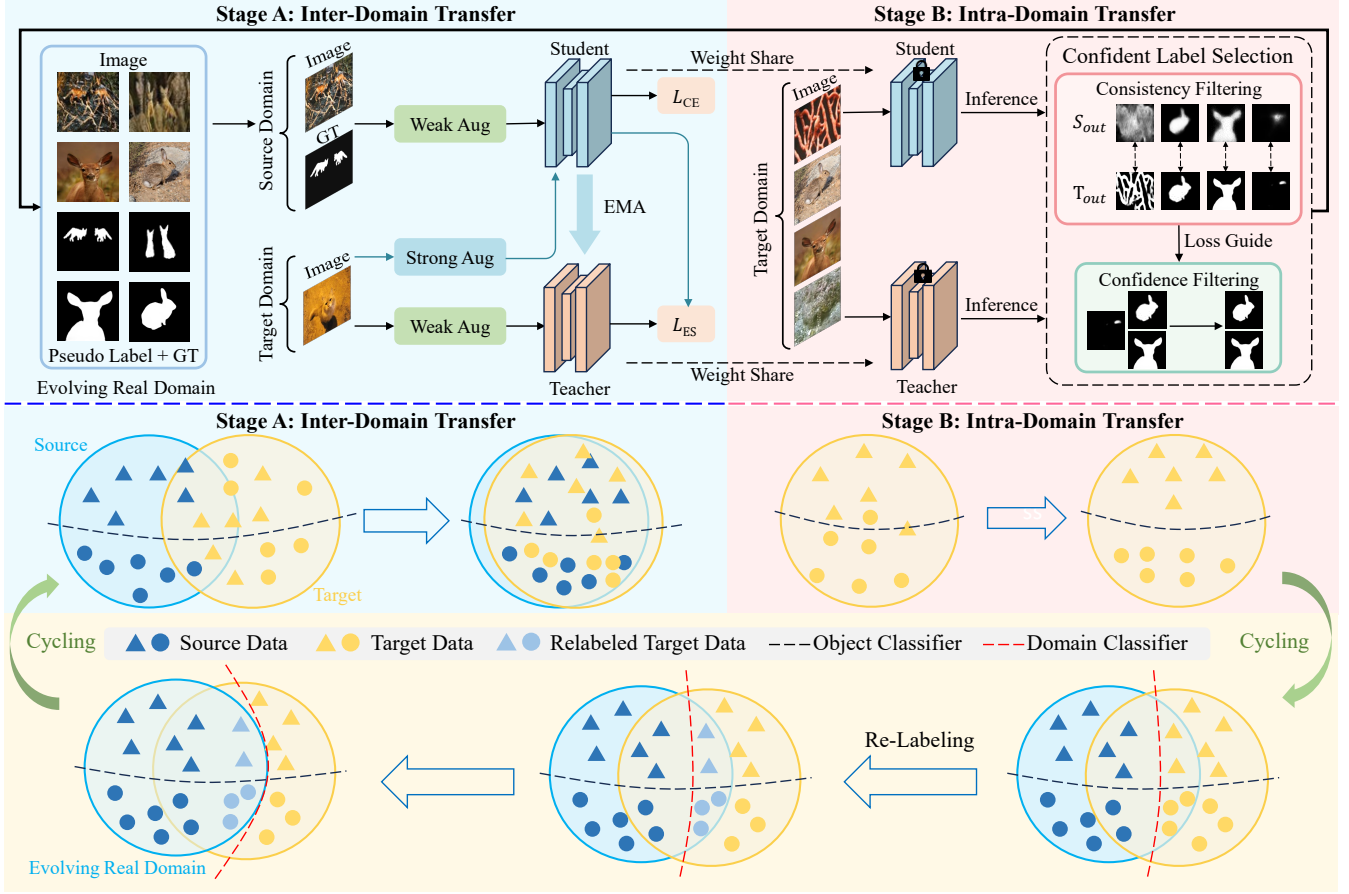 Stage A: Inter-Domain Transfer
Stage B: Intra-Domain Transfer
Image
Pseudo Label + GT
Evolving Real Domain
Source Domain
Image
GT
Target Domain
Image
Weak Aug
Strong Aug
Weak Aug
Student
EMA
Teacher
L_CE
L_ES
Weight Share
Weight Share
Target Domain
Image
Student
Teacher
Inference
Inference
Confident Label Selection
Consistency Filtering
S_out
T_out
Loss Guide
Confidence Filtering
Stage A: Inter-Domain Transfer
Stage B: Intra-Domain Transfer
Source
Target
Cycling
Source Data
Target Data
Relabeled Target Data
Object Classifier
Domain Classifier
Cycling
Re-Labeling
Evolving Real Domain